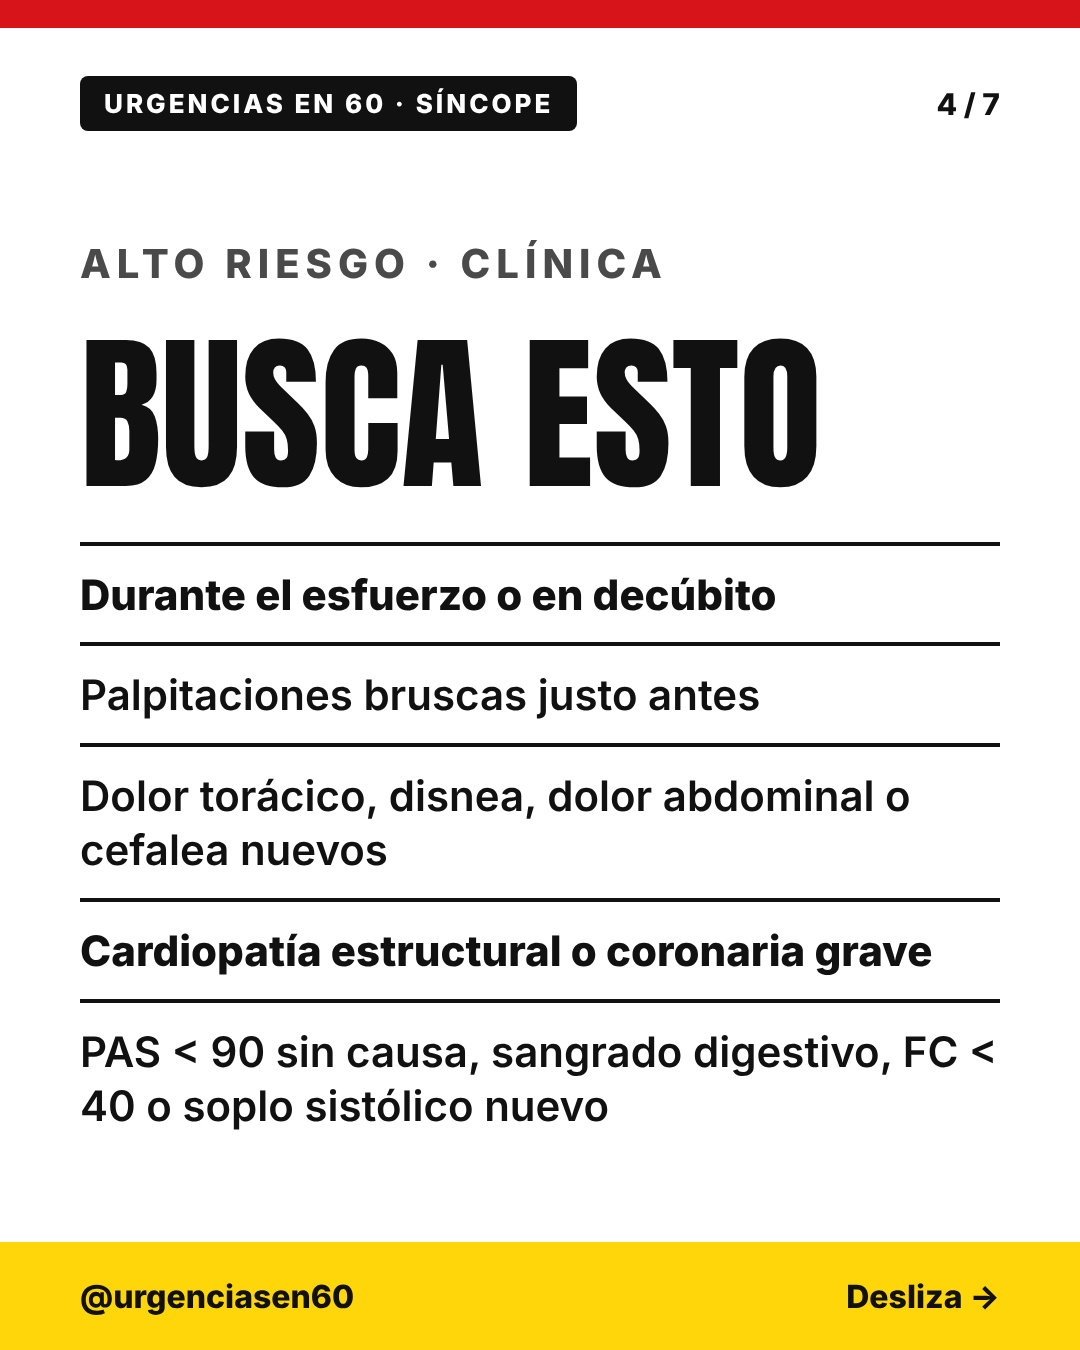 URGENCIAS EN 60 · SÍNCOPE
4 / 7
ALTO RIESGO · CLÍNICA
BUSCA ESTO
Durante el esfuerzo o en decúbito
Palpitaciones bruscas justo antes
Dolor torácico, disnea, dolor abdominal o
cefalea nuevos
Cardiopatía estructural o coronaria grave
PAS < 90 sin causa, sangrado digestivo, FC <
40 o soplo sistólico nuevo
@urgenciasen60
Desliza →